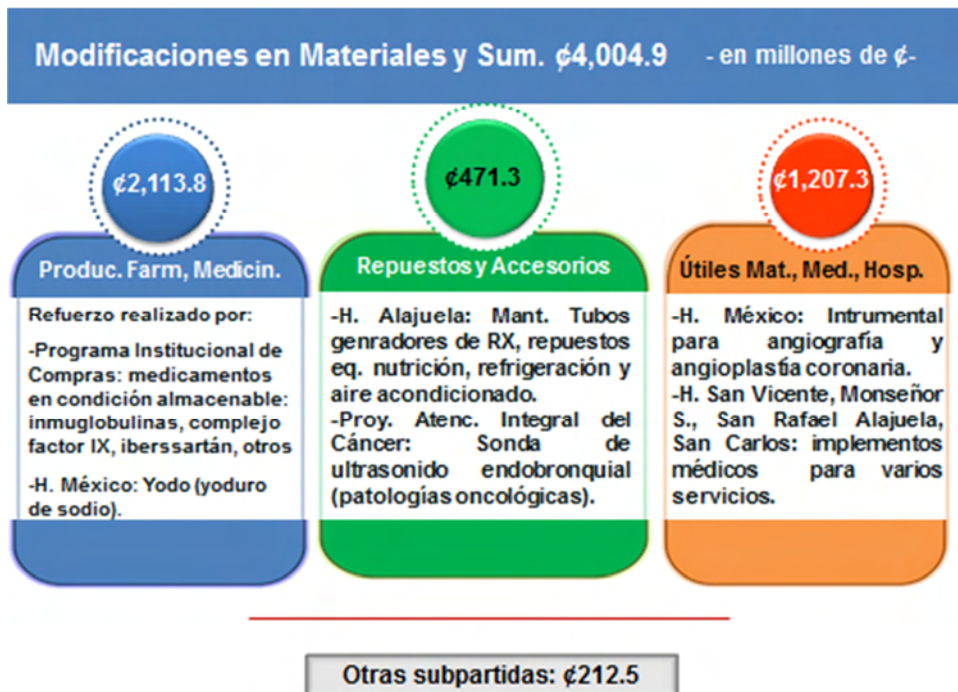 Modificaciones en Materiales y Sum. ₡4,004.9 - en millones de ₡-
₡2,113.8
Produc. Farm, Medicin.
Refuerzo realizado por:
-Programa Institucional de
Compras: medicamentos
en condición almacenable:
inmuglobulinas, complejo
factor IX, iberssartán, otros
-H. México: Yodo (yoduro
de sodio).
₡471.3
Repuestos y Accesorios
-H. Alajuela: Mant. Tubos
genradores de RX, repuestos
eq. nutrición, refrigeración y
aire acondicionado.
-Proy. Atenc. Integral del
Cáncer: Sonda de
ultrasonido endobronquial
(patologías oncológicas).
₡1,207.3
Útiles Mat., Med., Hosp.
-H. México: Intrumental
para angiografía y
angioplastía coronaria.
-H. San Vicente, Monseñor
S., San Rafael Alajuela,
San Carlos: implementos
médicos para varios
servicios.
Otras subpartidas: ₡212.5